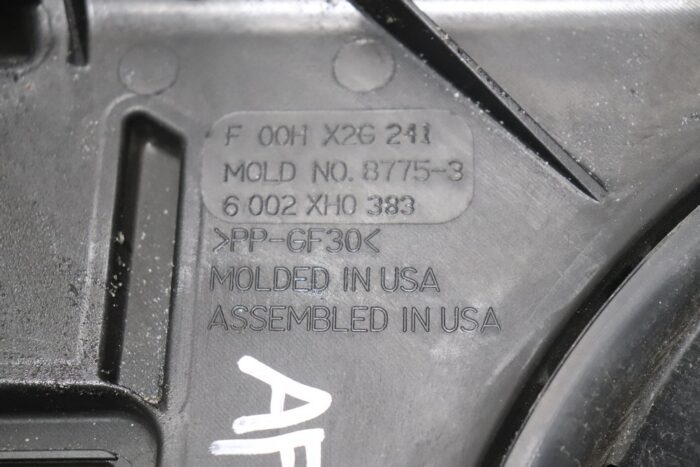 F 00H X2G 241
MOLD NO. 8775-3
6 002 XH0 383
>PP-GF30<
MOLDED IN USA
ASSEMBLED IN USA